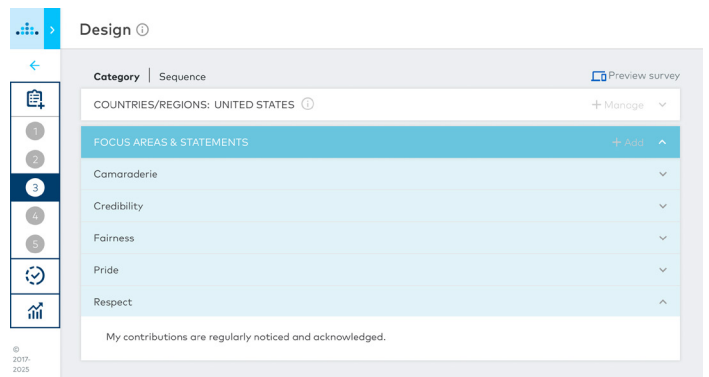 Design
Category | Sequence
Preview survey
COUNTRIES/REGIONS: UNITED STATES
+ Manage
FOCUS AREAS & STATEMENTS
+ Add
Camaraderie
Credibility
Fairness
Pride
Respect
My contributions are regularly noticed and acknowledged.
1
2
3
4
5
©
2017-
2025